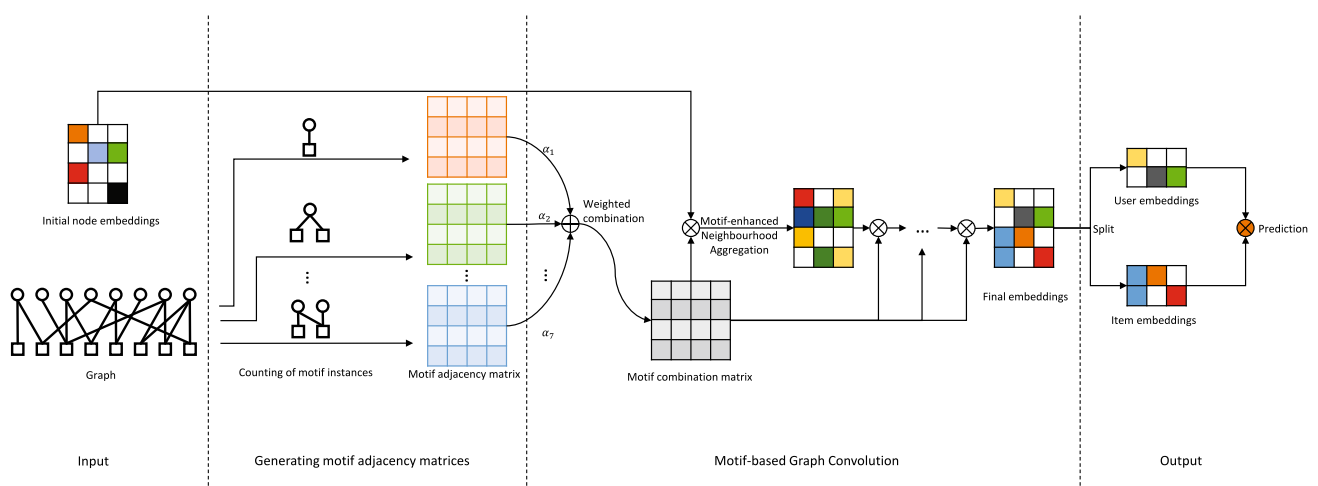 Initial node embeddings
Graph
Input
Counting of motif instances
Motif adjacency matrix
Generating motif adjacency matrices
α1
α2
α7
Weighted
combination
Motif combination matrix
Motif-enhanced
Neighbourhood
Aggregation
...
Final embeddings
Motif-based Graph Convolution
Split
User embeddings
Item embeddings
Prediction
Output